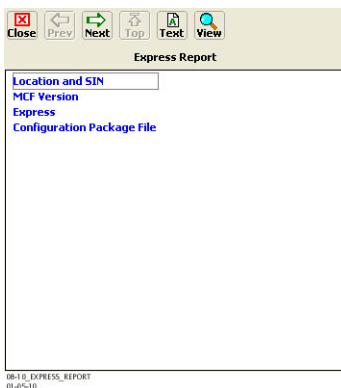 Close Prev Next Top Text View
Express Report
Location and SIN
MCF Version
Express
Configuration Package File
08-10_EXPRESS_REPORT
01-05-10